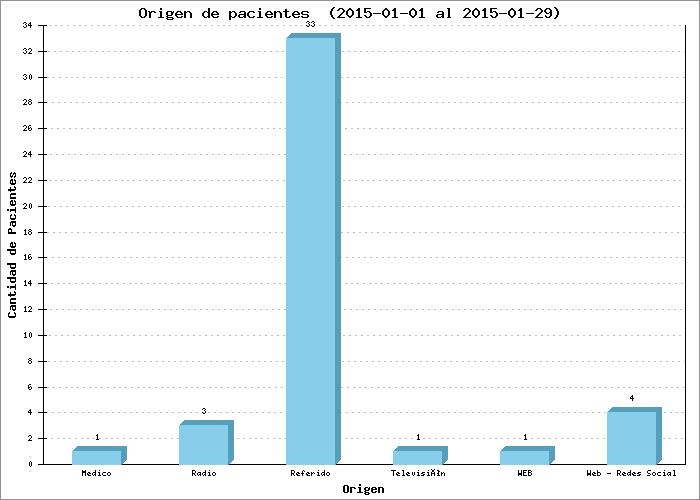 Origen de pacientes  (2015-01-01 al 2015-01-29)
34
32
30
28
26
24
22
20
18
16
14
12
10
8
6
4
2
0
Cantidad de Pacientes
1
3
33
1
1
4
Medico
Radio
Referido
TelevisiÃłn
WEB
Web - Redes Social
Origen